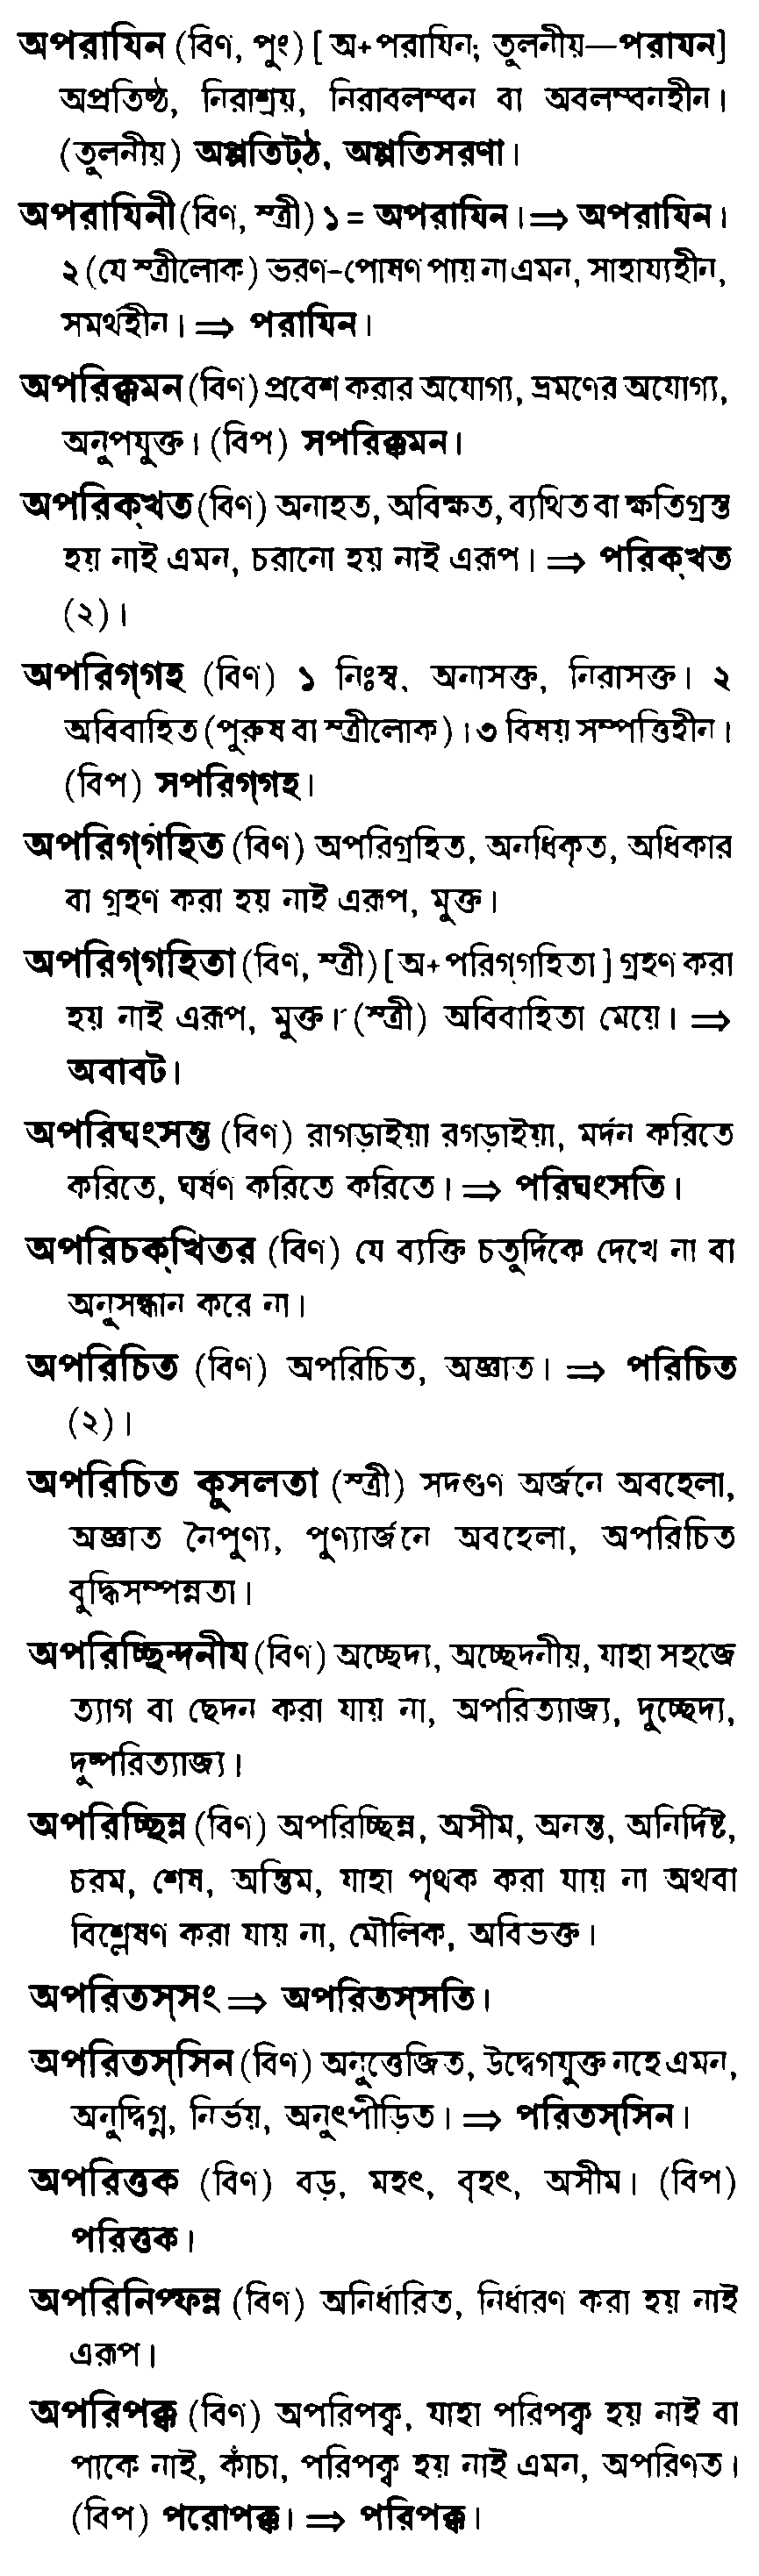 অপরাযিন (বিণ, পুং) [ অ+পরাযিন; তুলনীয়—পরাযন]
অপ্রতিষ্ঠ, নিরাশ্রয়, নিরাবলম্বন বা অবলম্বনহীন।
(তুলনীয়) অপ্পতিট্ঠ, অপ্পতিসরণা।
অপরাযিনী (বিণ, স্ত্রী) ১ = অপরাযিন। ⇒ অপরাযিন।
২ (যে স্ত্রীলোক) ভরণ-পোষণ পায় না এমন, সাহায্যহীন,
সমর্থহীন। ⇒ পরাযিন।
অপরিক্কমন (বিণ) প্রবেশ করার অযোগ্য, ভ্রমণের অযোগ্য,
অনুপযুক্ত। (বিপ) সপরিক্কমন।
অপরিক্খত (বিণ) অনাহত, অবিক্ষত, ব্যথিত বা ক্ষতিগ্রস্ত
হয় নাই এমন, চরানো হয় নাই এরূপ। ⇒ পরিক্খত
(২)।
অপরিগ্গহ (বিণ) ১ নিঃস্ব, অনাসক্ত, নিরাসক্ত। ২
অবিবাহিত (পুরুষ বা স্ত্রীলোক)। ৩ বিষয় সম্পত্তিহীন।
(বিপ) সপরিগ্গহ।
অপরিগ্গহিত (বিণ) অপরিগ্রহিত, অনধিকৃত, অধিকার
বা গ্রহণ করা হয় নাই এরূপ, মুক্ত।
অপরিগ্গহিতা (বিণ, স্ত্রী) [ অ+পরিগ্গহিতা ] গ্রহণ করা
হয় নাই এরূপ, মুক্ত। (স্ত্রী) অবিবাহিতা মেয়ে। ⇒
অবাবট।
অপরিঘংসন্ত (বিণ) রাগড়াইয়া রগড়াইয়া, মর্দন করিতে
করিতে, ঘর্ষণ করিতে করিতে। ⇒ পরিঘংসতি।
অপরিচক্খিতর (বিণ) যে ব্যক্তি চতুর্দিকে দেখে না বা
অনুসন্ধান করে না।
অপরিচিত (বিণ) অপরিচিত, অজ্ঞাত। ⇒ পরিচিত
(২)।
অপরিচিত কুসলতা (স্ত্রী) সদগুণ অর্জনে অবহেলা,
অজ্ঞাত নৈপুণ্য, পুণ্যার্জনে অবহেলা, অপরিচিত
বুদ্ধিসম্পন্নতা।
অপরিচ্ছিন্দনীয (বিণ) অচ্ছেদ্য, অচ্ছেদনীয়, যাহা সহজে
ত্যাগ বা ছেদন করা যায় না, অপরিত্যাজ্য, দুচ্ছেদ্য,
দুষ্পরিত্যাজ্য।
অপরিচ্ছিন্ন (বিণ) অপরিচ্ছিন্ন, অসীম, অনন্ত, অনির্দিষ্ট,
চরম, শেষ, অন্তিম, যাহা পৃথক করা যায় না অথবা
বিশ্লেষণ করা যায় না, মৌলিক, অবিভক্ত।
অপরিতস্সং ⇒ অপরিতস্সতি।
অপরিতস্সিন (বিণ) অনুত্তেজিত, উদ্বেগযুক্ত নহে এমন,
অনুদ্বিগ্ন, নির্ভয়, অনুৎপীড়িত। ⇒ পরিতস্সিন।
অপরিত্তক (বিণ) বড়, মহৎ, বৃহৎ, অসীম। (বিপ)
পরিত্তক।
অপরিনিপ্ফন্ন (বিণ) অনির্ধারিত, নির্ধারণ করা হয় নাই
এরূপ।
অপরিপক্ক (বিণ) অপরিপক্ব, যাহা পরিপক্ব হয় নাই বা
পাকে নাই, কাঁচা, পরিপক্ব হয় নাই এমন, অপরিণত।
(বিপ) পরোপক্ক। ⇒ পরিপক্ক।